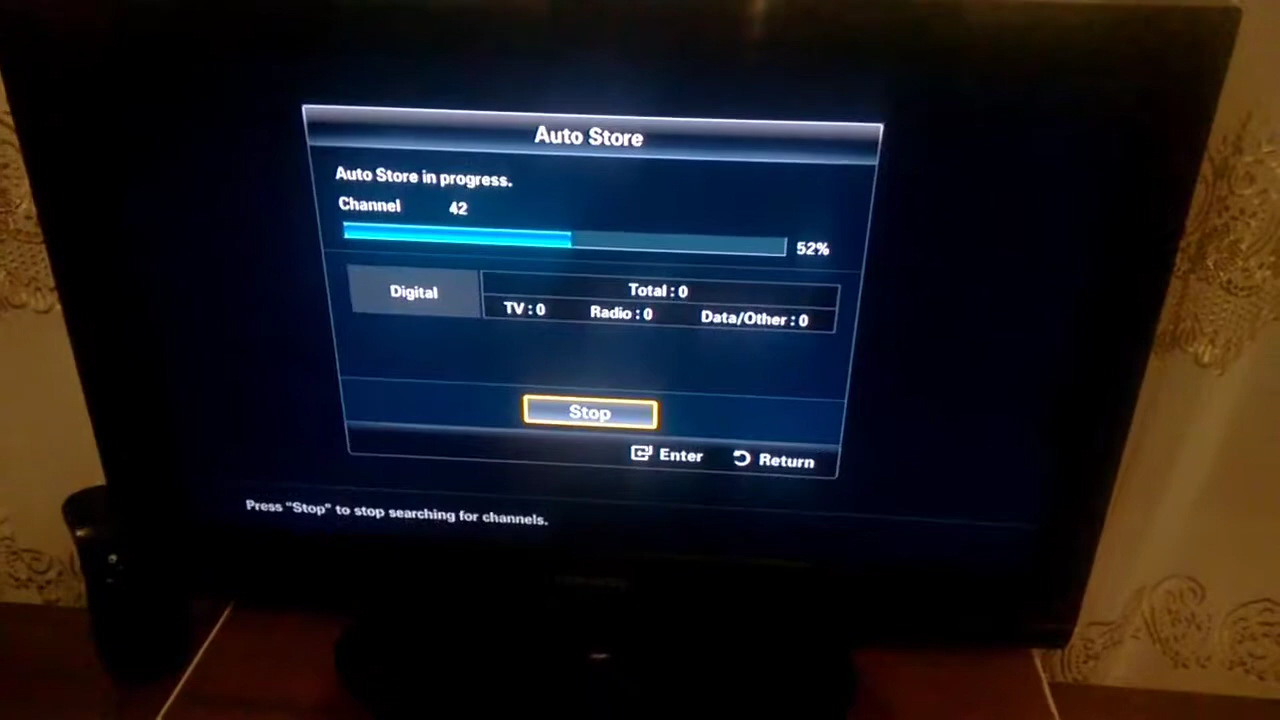 Auto Store
Auto Store in progress.
Channel 42
52%
Digital
Total : 0
TV : 0 Radio : 0 Data/Other : 0
Stop
Enter Return
Press "Stop" to stop searching for channels.